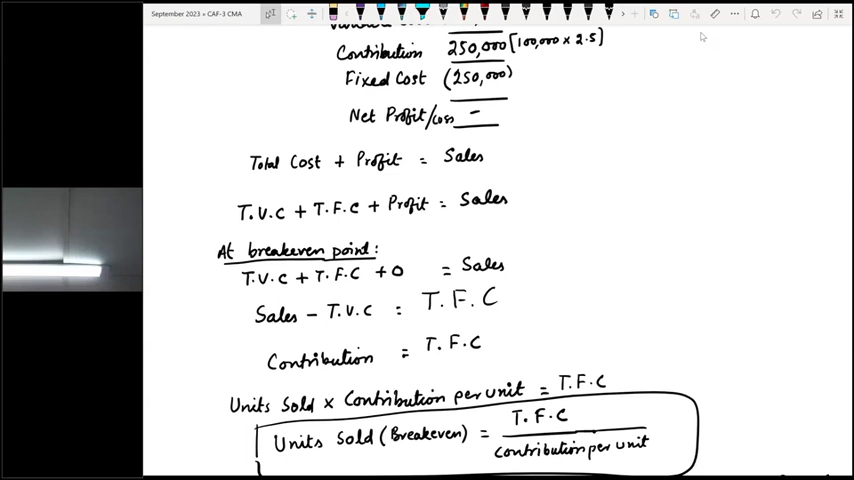 September 2023 » CAF-3 CMA
Contribution 250,000 [100,000 x 2.5]
Fixed Cost (250,000)
Net Profit/Loss -
Total Cost + Profit = Sales
T.V.C + T.F.C + Profit = Sales
At breakeven point:
T.V.C + T.F.C + 0 = Sales
Sales - T.V.C = T.F.C
Contribution = T.F.C
Units Sold x Contribution per unit = T.F.C
Units Sold (Breakeven) = T.F.C
contribution per unit